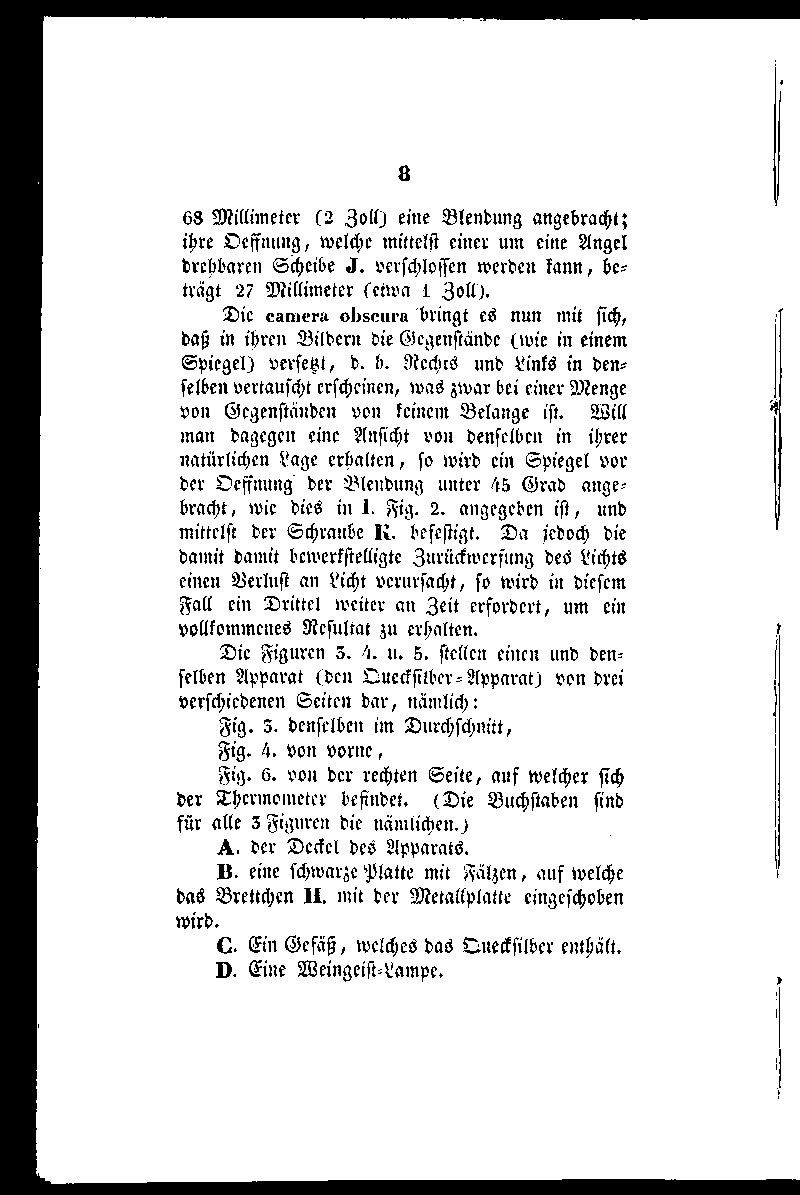 8
68 Millimeter (2 Zoll) eine Blendung angebracht;
ihre Oeffnung, welche mittelst einer um eine Angel
drehbaren Scheibe J. verschlossen werden kann, be-
trägt 27 Millimeter (etwa 1 Zoll).
Die camera obscura bringt es nun mit sich,
daß in ihren Bildern die Gegenstände (wie in einem
Spiegel) versetzt, d. h. Rechts und Links in den-
selben vertauscht erscheinen, was zwar bei einer Menge
von Gegenständen von keinem Belange ist. Will
man dagegen eine Ansicht von denselben in ihrer
natürlichen Lage erhalten, so wird ein Spiegel vor
der Oeffnung der Blendung unter 45 Grad ange-
bracht, wie dies in I. Fig. 2. angegeben ist, und
mittelst der Schraube K. befestigt. Da jedoch die
damit damit bewerkstelligte Zurückwerfung des Lichts
einen Verlust an Licht verursacht, so wird in diesem
Fall ein Drittel weiter an Zeit erfordert, um ein
vollkommenes Resultat zu erhalten.
Die Figuren 3. 4. u. 5. stellen einen und den-
selben Apparat (den Quecksilber-Apparat) von drei
verschiedenen Seiten dar, nämlich:
Fig. 3. denselben im Durchschnitt,
Fig. 4. von vorne,
Fig. 6. von der rechten Seite, auf welcher sich
der Thermometer befindet. (Die Buchstaben sind
für alle 3 Figuren die nämlichen.)
A. der Deckel des Apparats.
B. eine schwarze Platte mit Fälzen, auf welche
das Brettchen H. mit der Metallplatte eingeschoben
wird.
C. Ein Gefäß, welches das Quecksilber enthält.
D. Eine Weingeist-Lampe.